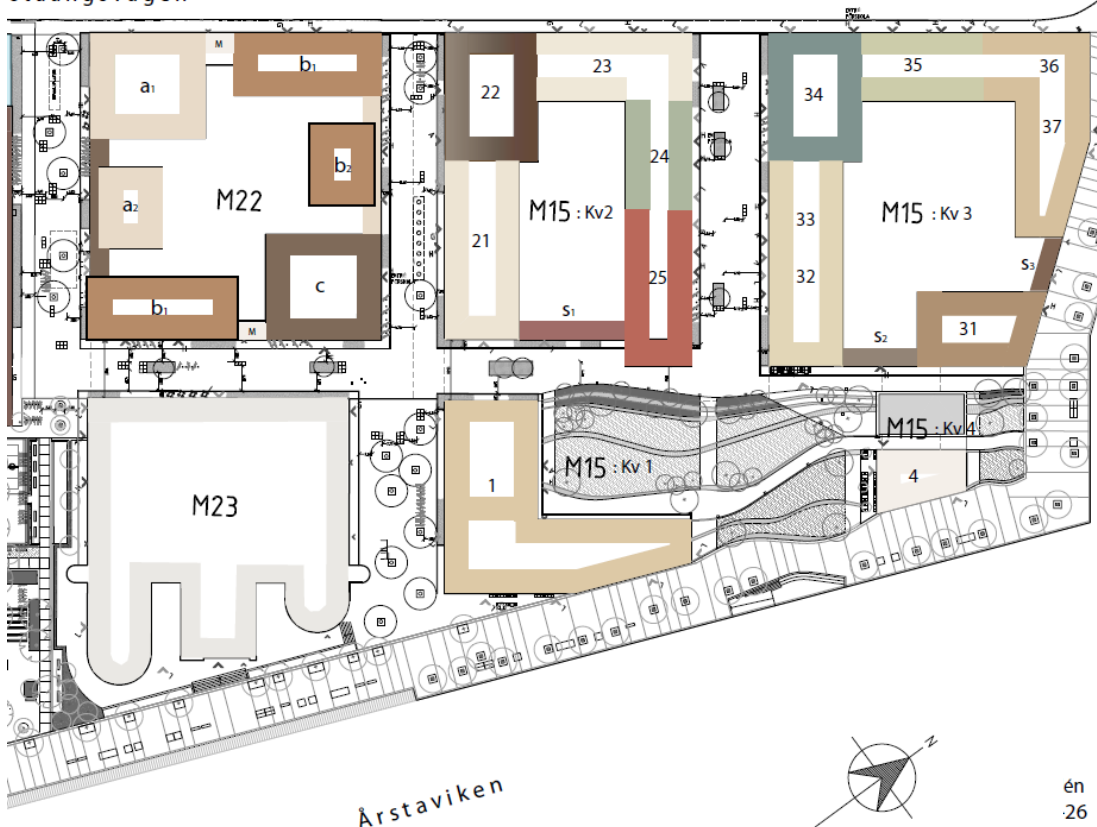 M
a1
b1
22
23
34
35
36
b2
24
37
a2
M22
M15 : Kv2
M15 : Kv 3
33
21
25
S3
c
32
b1
S1
31
M
S2
M15 : Kv 4
M15 : Kv 1
4
1
M23
N
Årstaviken
én
-26